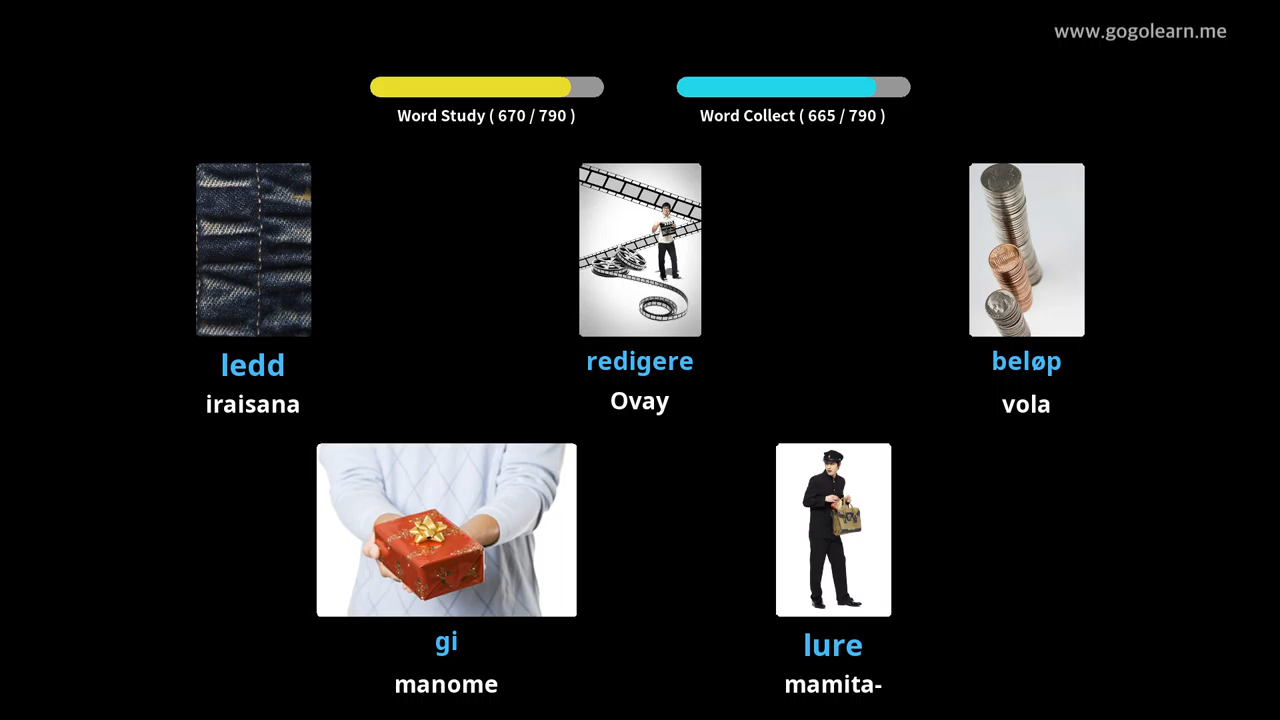 www.gogolearn.me
Word Study ( 670 / 790 )
Word Collect ( 665 / 790 )
ledd
iraisana
redigere
Ovay
beløp
vola
gi
manome
lure
mamita-